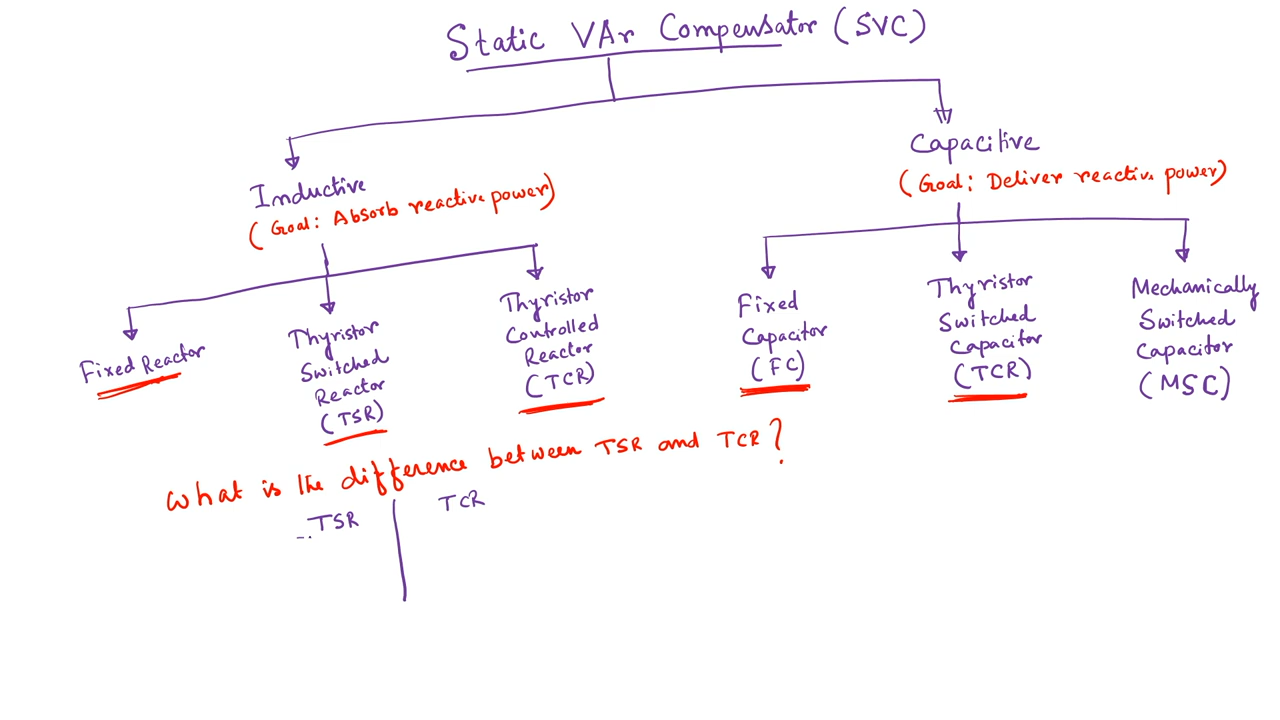 Static VAr Compensator (SVC)
Inductive
(Goal: Absorb reactive power)
Capacitive
(Goal: Deliver reactive power)
Fixed Reactor
Thyristor
Switched
Reactor
(TSR)
Thyristor
Controlled
Reactor
(TCR)
Fixed
Capacitor
(FC)
Thyristor
Switched
Capacitor
(TCR)
Mechanically
Switched
Capacitor
(MSC)
What is the difference between TSR and TCR?
TSR
TCR